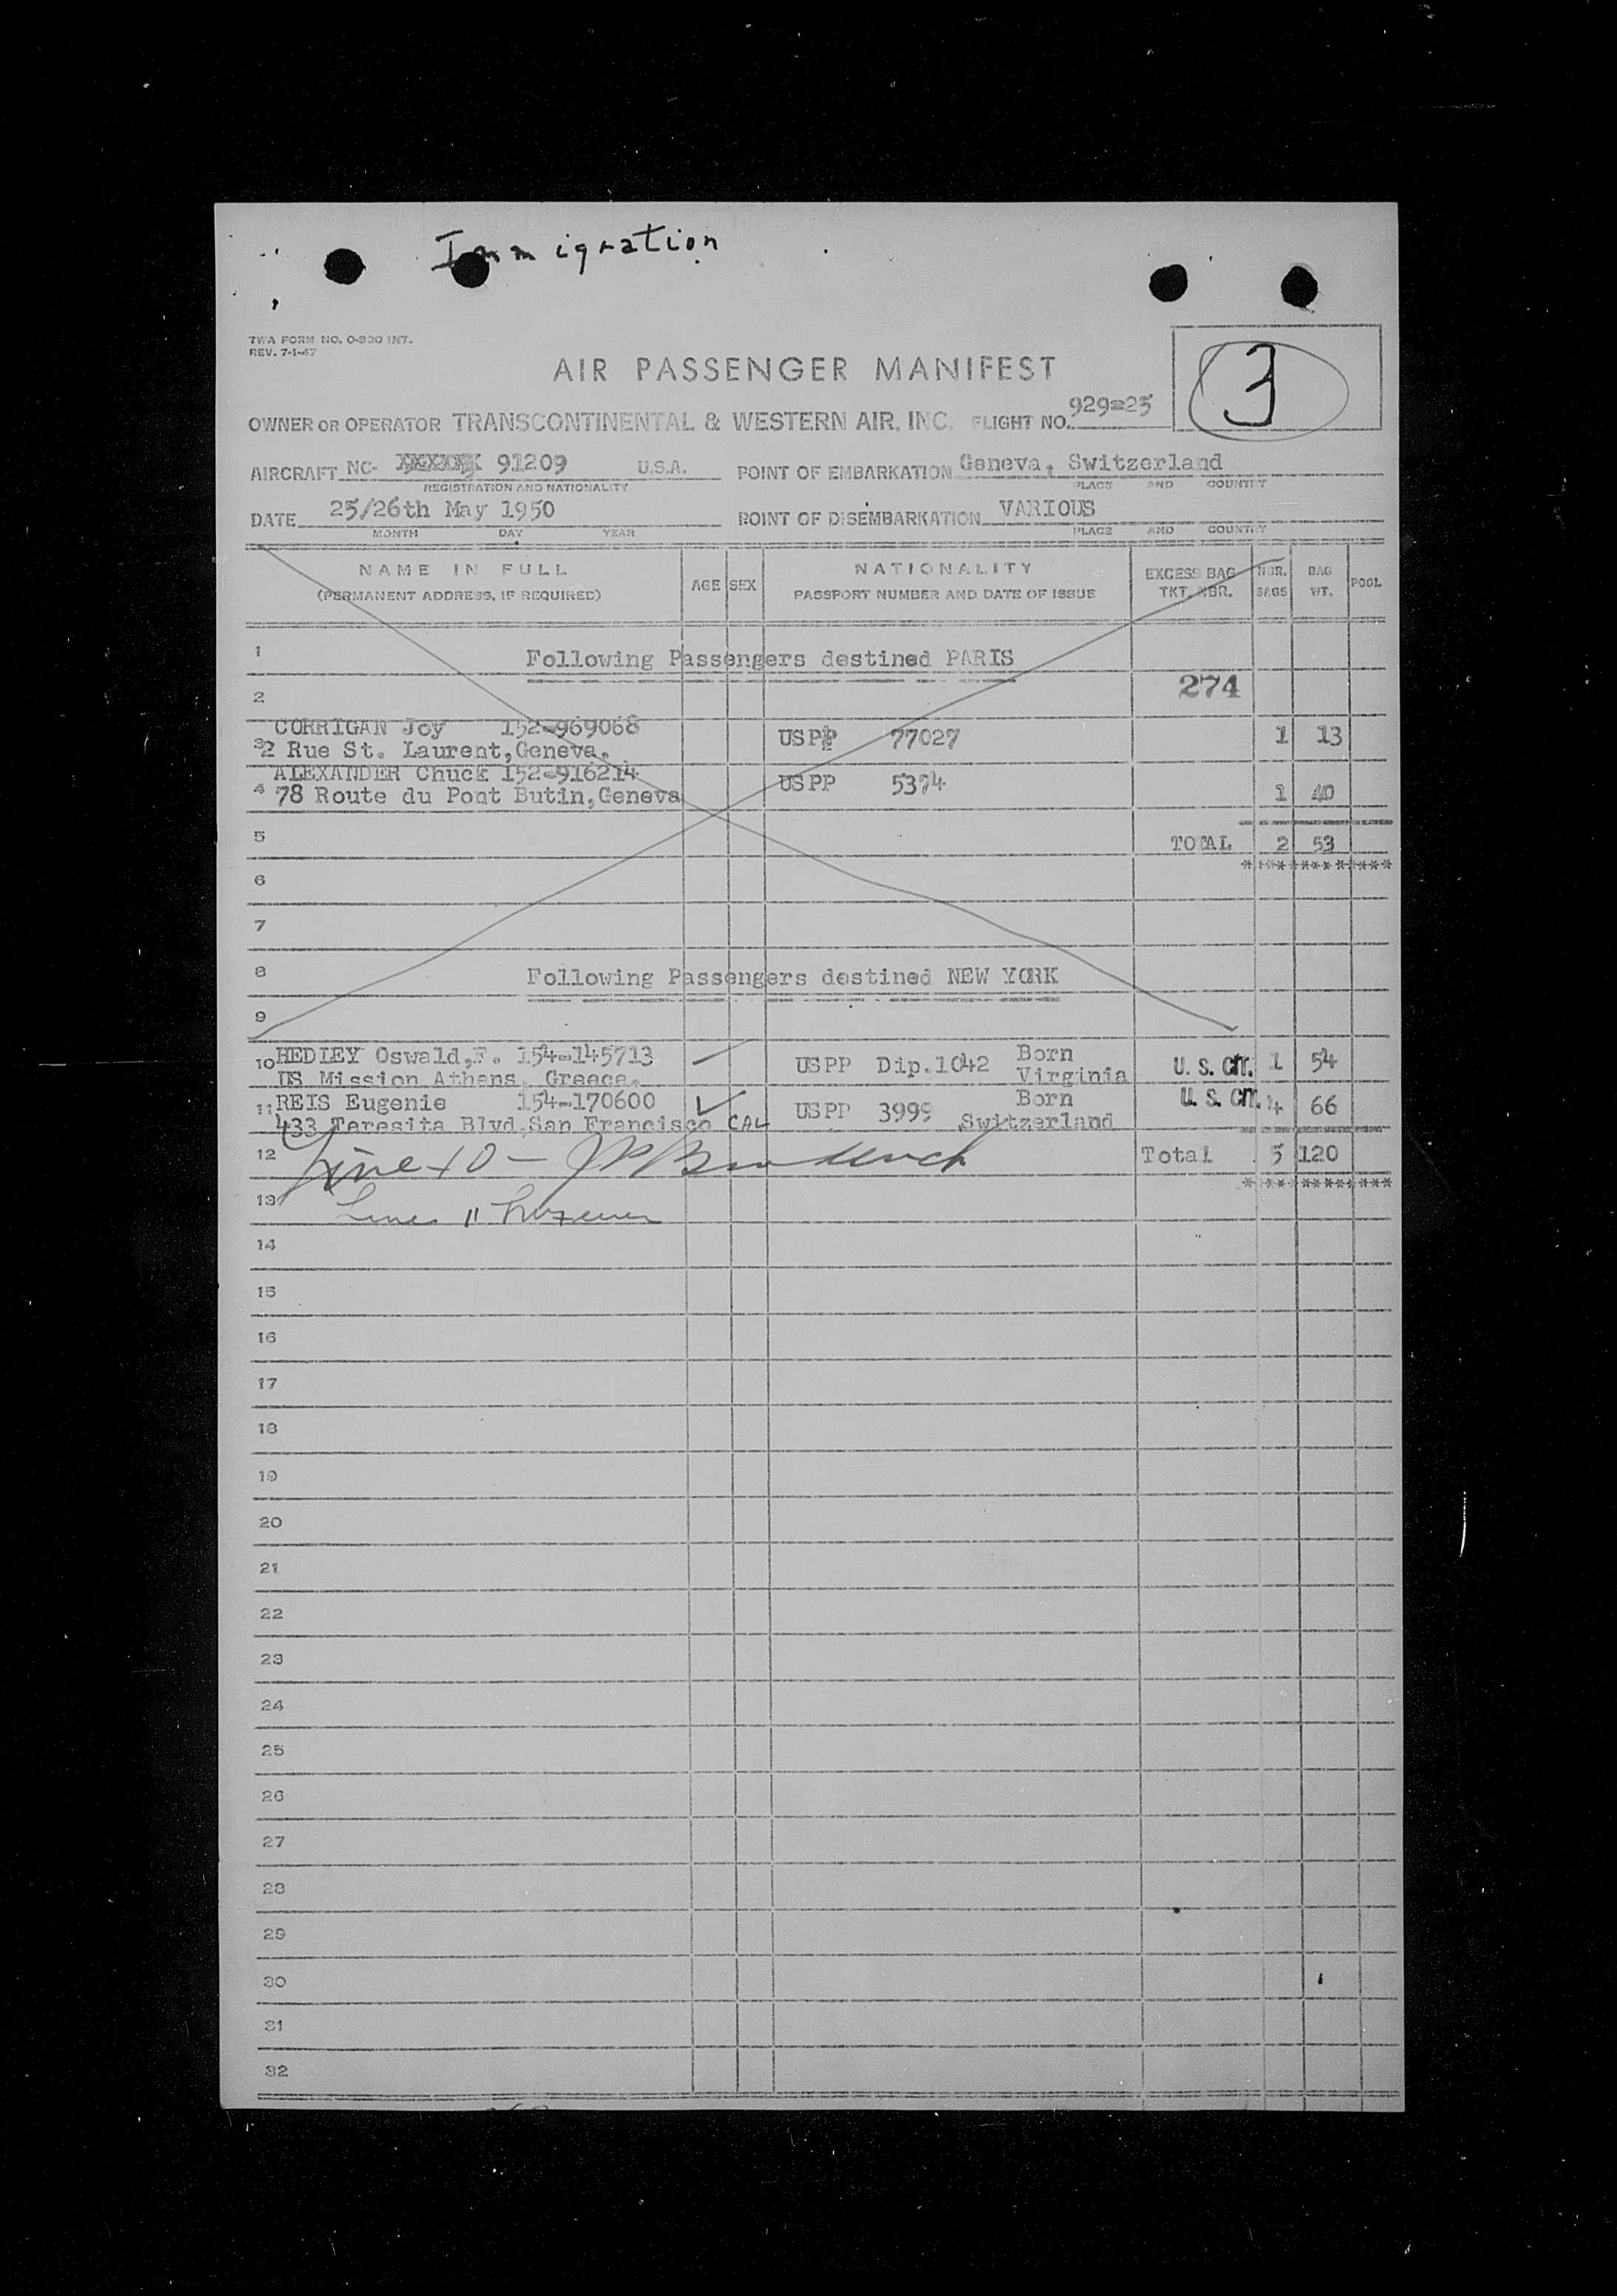 Immigration
TWA FORM NO. O-800 INT.
REV. 7-1-47
3
AIR PASSENGER MANIFEST
OWNER OR OPERATOR TRANSCONTINENTAL & WESTERN AIR, INC. FLIGHT NO. 929-25
AIRCRAFT NC- 91209 U.S.A. POINT OF EMBARKATION Geneva, Switzerland
REGISTRATION AND NATIONALITY PLACE AND COUNTRY
DATE 25/26th May 1950 POINT OF DISEMBARKATION VARIOUS
MONTH DAY YEAR PLACE AND COUNTRY
NAME IN FULL
(PERMANENT ADDRESS, IF REQUIRED) AGE SEX NATIONALITY
PASSPORT NUMBER AND DATE OF ISSUE EXCESS BAG
TKT. NBR. NBR.
BAGS BAG
WT. POOL
1 Following Passengers destined PARIS
2 274
CORRIGAN Joy 152-969068 USPP 77027 1 13
3 2 Rue St. Laurent,Geneva.
ALEXANDER Chuck 152-916214 USPP 5374
4 78 Route du Pont Butin,Geneva 1 40
5 TOTAL 2 53
6 ***********
7
8 Following Passengers destined NEW YORK
9
10 HEDLEY Oswald,F. 154-145713 USPP Dip.1042 Born U. S. CIT. 1 54
US Mission Athens, Greece. Virginia
11 REIS Eugenie 154-170600 USPP 3999 Born U. S. CIT. 4 66
433 Teresita Blvd,San Francisco CAL Switzerland
12 Line 10 - Total 5 120
13 Line 11 ***********
14
15
16
17
18
19
20
21
22
23
24
25
26
27
28
29
30
31
32